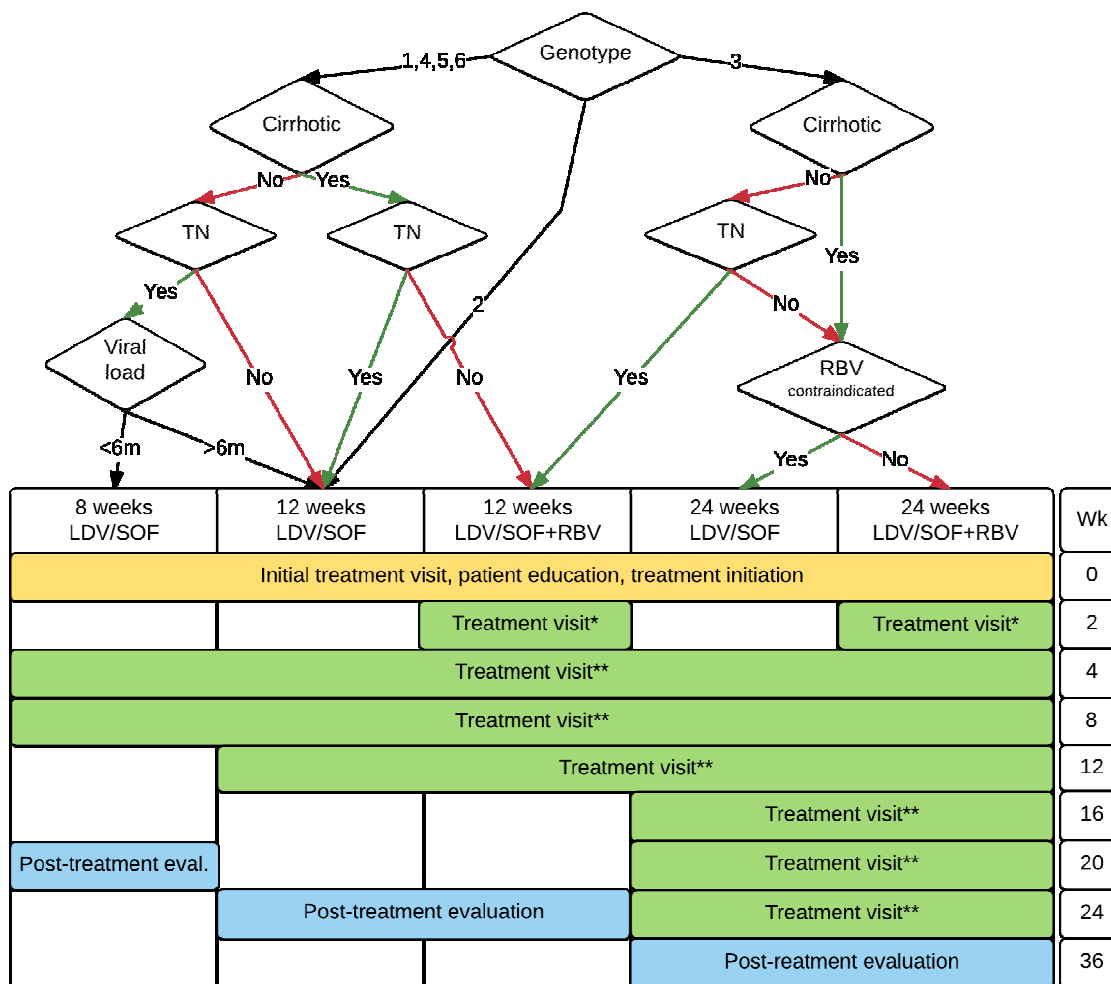 Genotype
1,4,5,6
3
Cirrhotic
Cirrhotic
No
Yes
No
TN
TN
TN
Yes
Yes
No
2
Viral
load
RBV
contraindicated
No
Yes
No
Yes
<6m
>6m
Yes
No
8 weeks
LDV/SOF
12 weeks
LDV/SOF
12 weeks
LDV/SOF+RBV
24 weeks
LDV/SOF
24 weeks
LDV/SOF+RBV
Wk
Initial treatment visit, patient education, treatment initiation
0
Treatment visit*
Treatment visit*
2
Treatment visit**
4
Treatment visit**
8
Treatment visit**
12
Treatment visit**
16
Post-treatment eval.
Treatment visit**
20
Post-treatment evaluation
Treatment visit**
24
Post-reatment evaluation
36